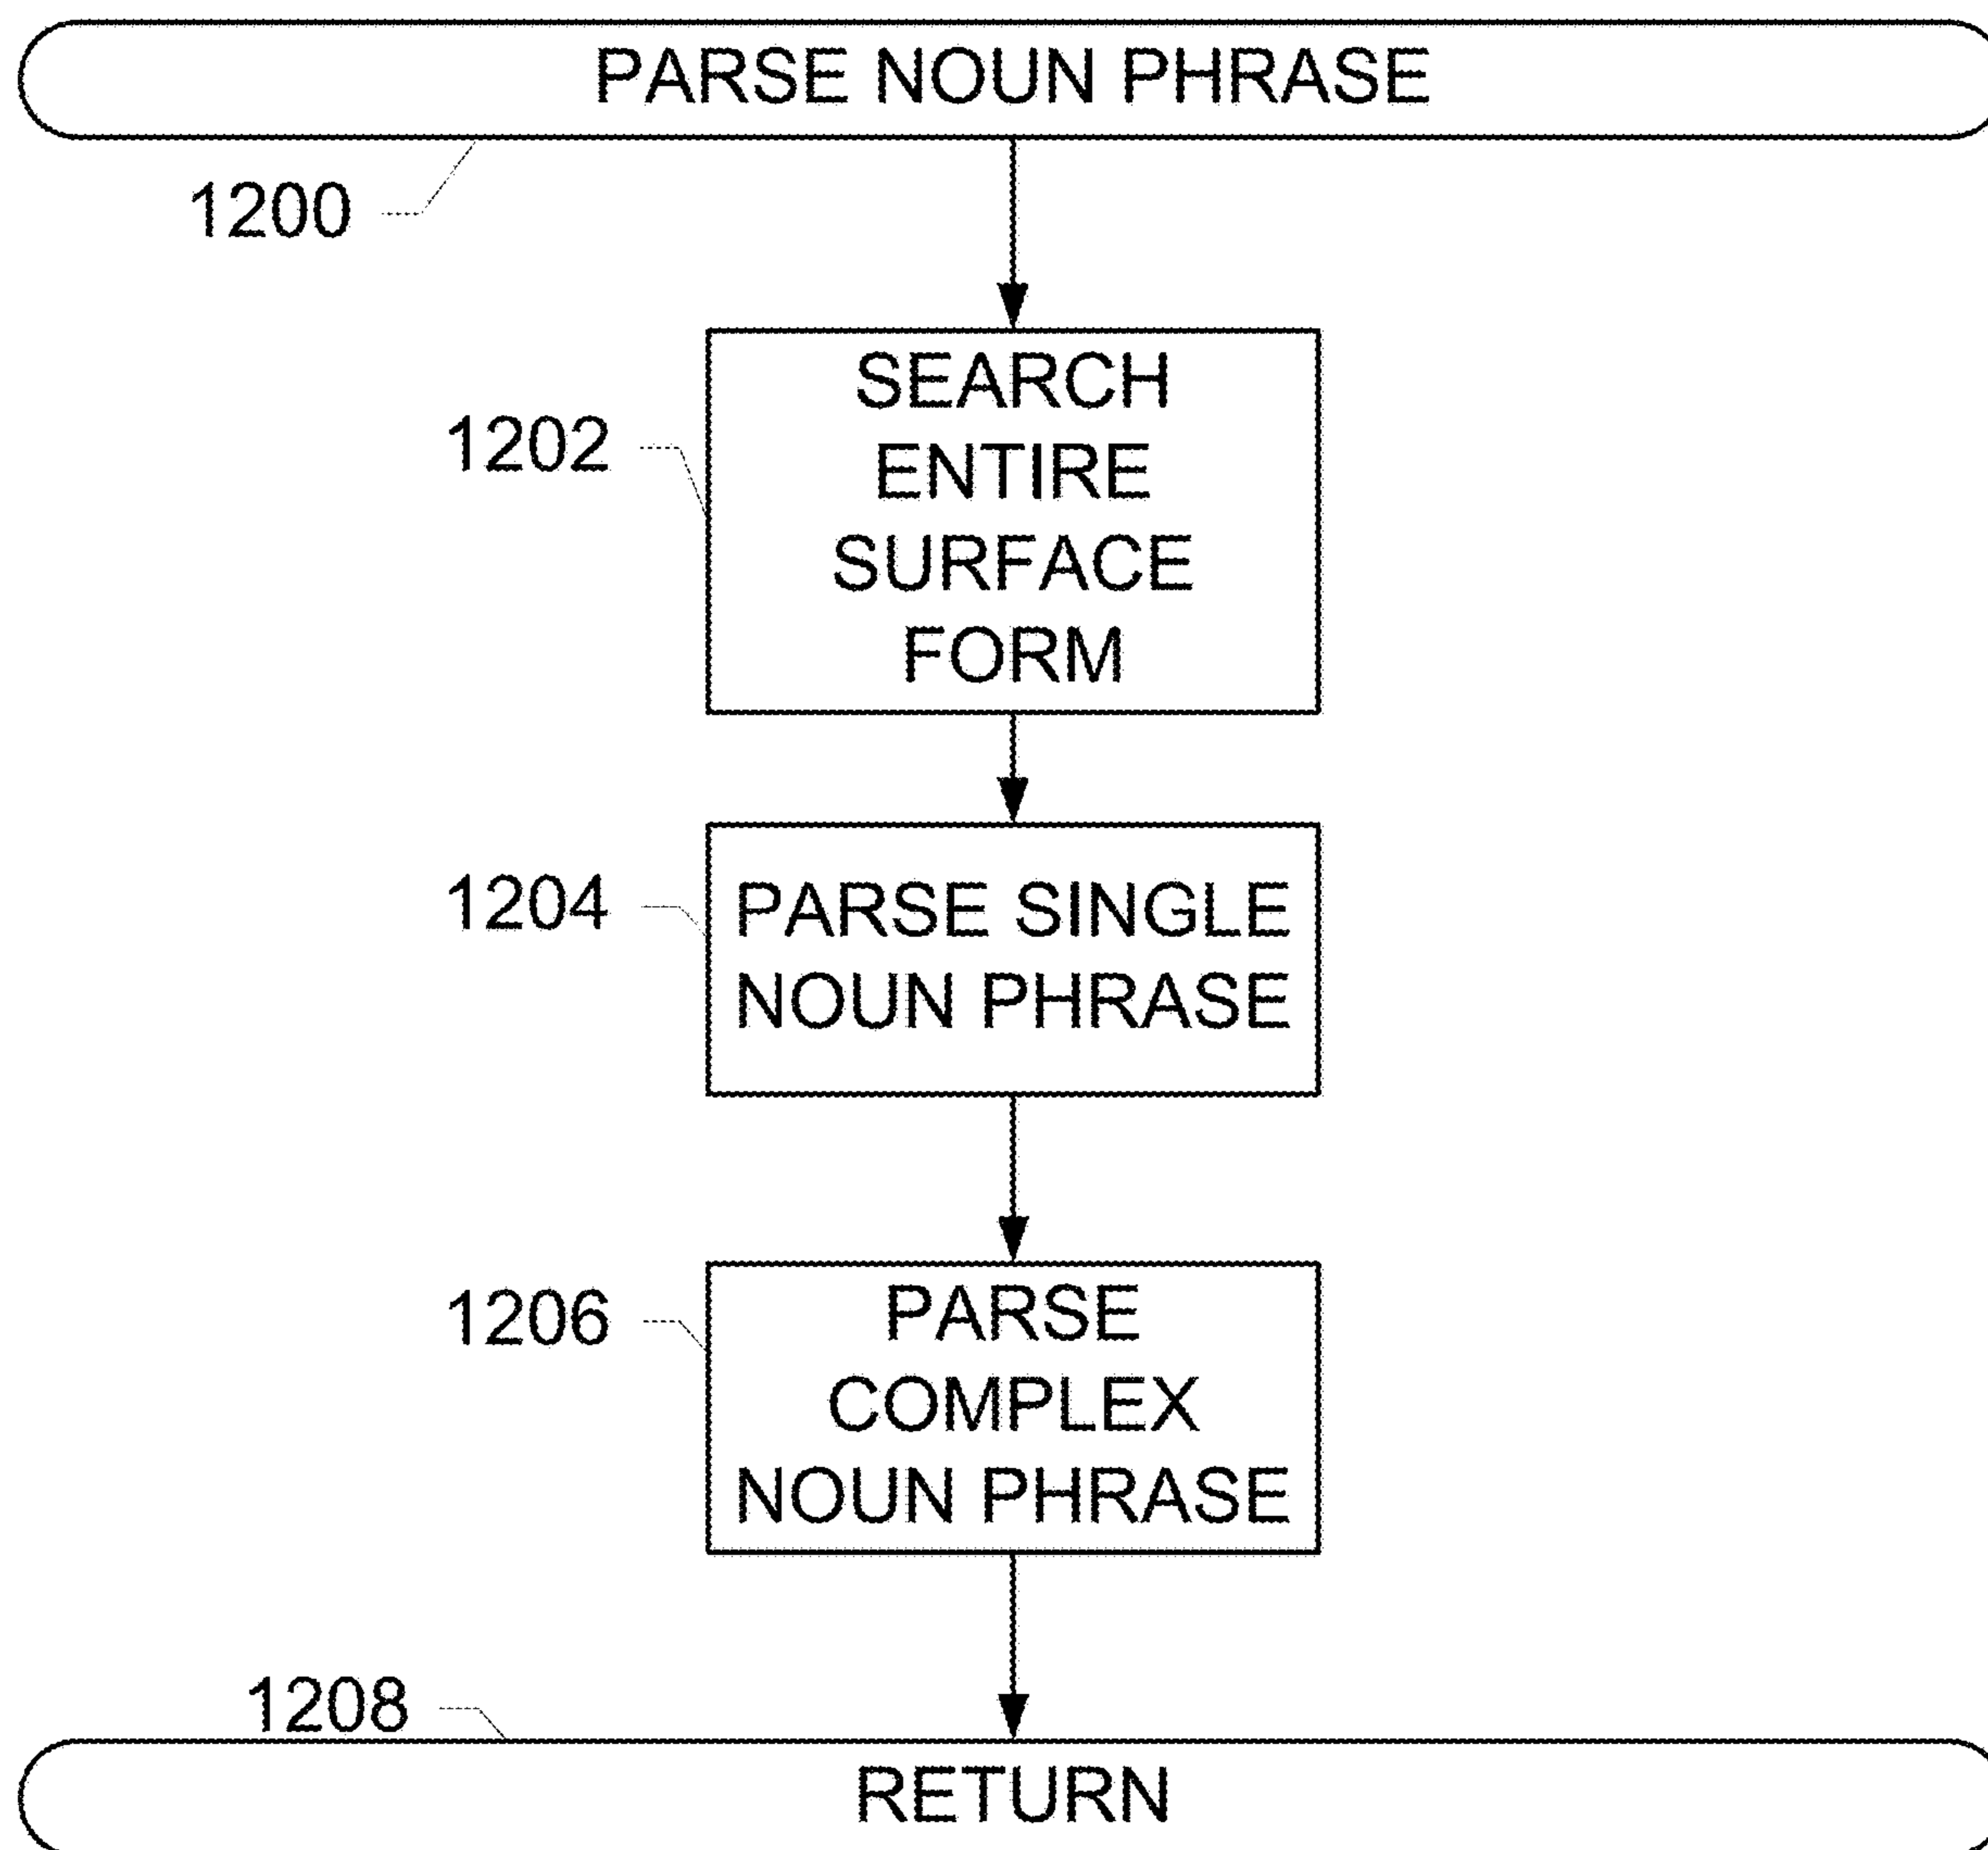 PARSE NOUN PHRASE
1200
SEARCH
ENTIRE
SURFACE
FORM
1202
PARSE SINGLE
NOUN PHRASE
1204
PARSE
COMPLEX
NOUN PHRASE
1206
1208
RETURN